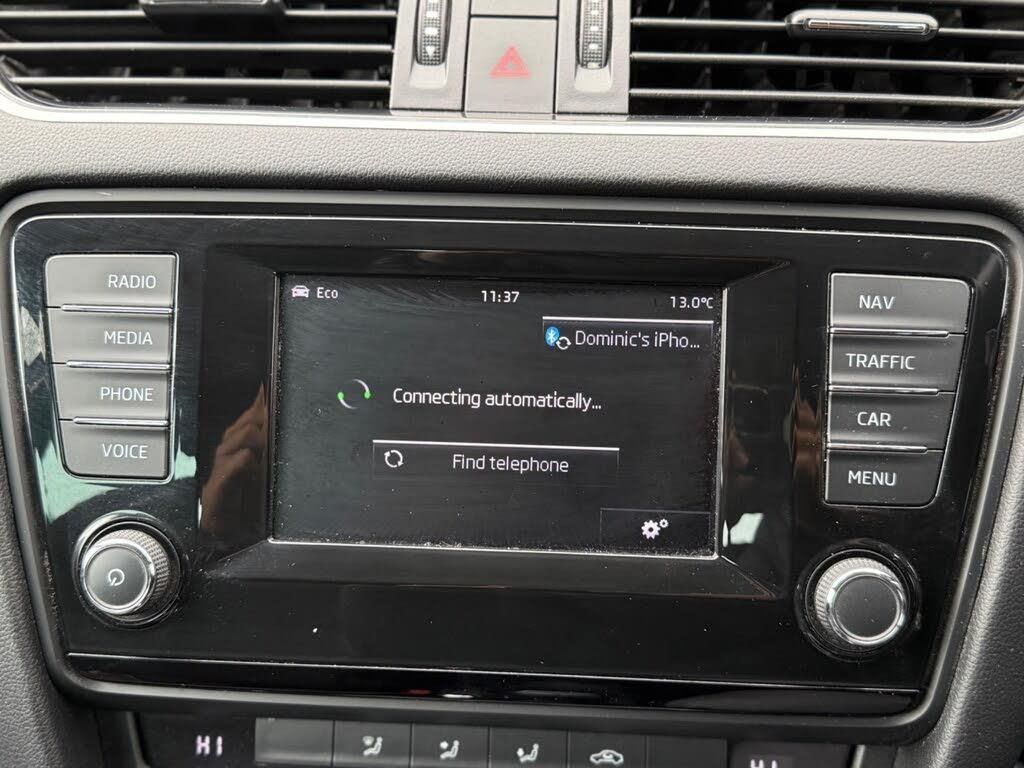 RADIO
MEDIA
PHONE
VOICE
Eco
11:37
13.0°C
Dominic's iPho...
Connecting automatically...
Find telephone
NAV
TRAFFIC
CAR
MENU
HI
HI